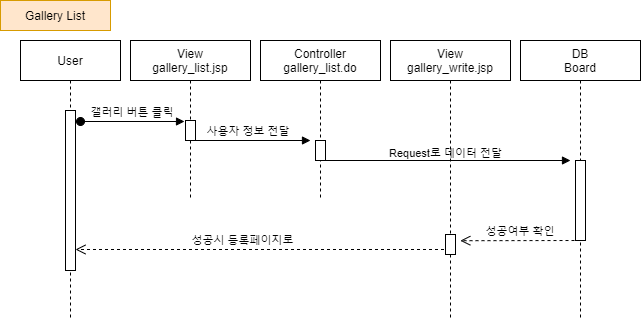 Gallery List
User
View
gallery_list.jsp
Controller
gallery_list.do
View
gallery_write.jsp
DB
Board
갤러리 버튼 클릭
사용자 정보 전달
Request로 데이터 전달
성공여부 확인
성공시 등록페이지로